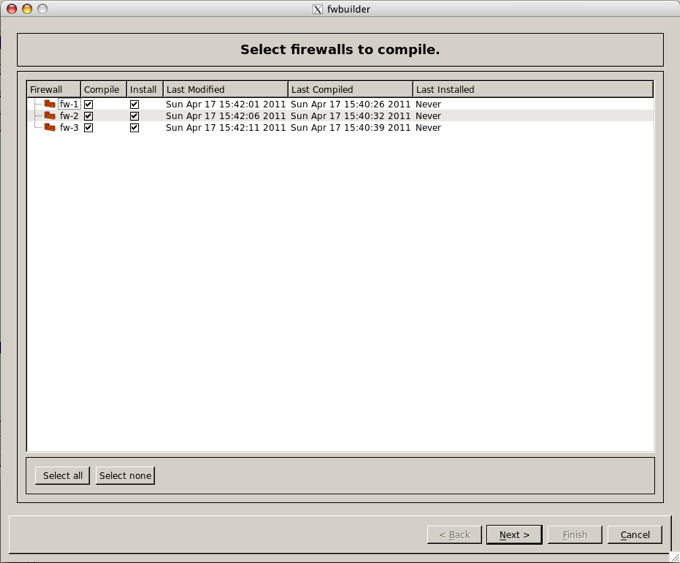 fwbuilder
Select firewalls to compile.
Firewall Compile Install Last Modified Last Compiled Last Installed
fw-1 Sun Apr 17 15:42:01 2011 Sun Apr 17 15:40:26 2011 Never
fw-2 Sun Apr 17 15:42:06 2011 Sun Apr 17 15:40:32 2011 Never
fw-3 Sun Apr 17 15:42:11 2011 Sun Apr 17 15:40:39 2011 Never
Select all Select none
< Back Next > Finish Cancel